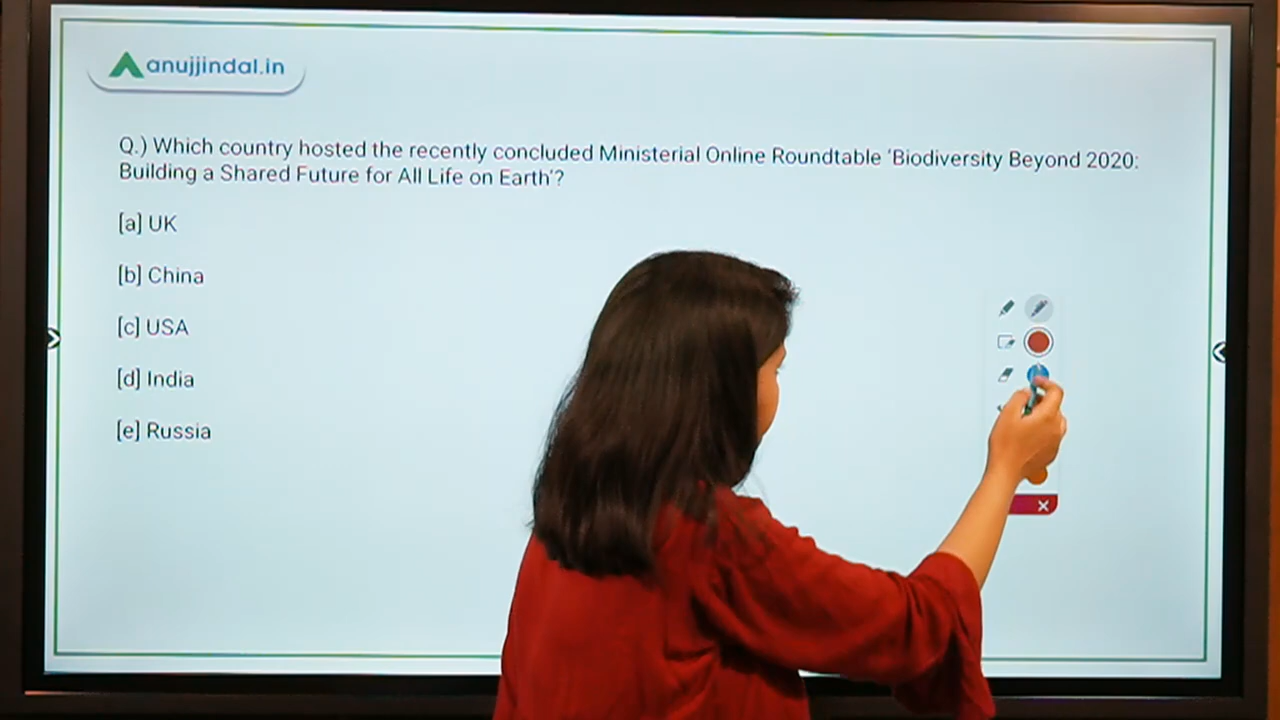 anujjindal.in
Q.) Which country hosted the recently concluded Ministerial Online Roundtable ‘Biodiversity Beyond 2020:
Building a Shared Future for All Life on Earth’?
[a] UK
[b] China
[c] USA
[d] India
[e] Russia